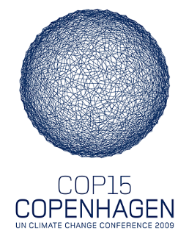 COP15
COPENHAGEN
UN CLIMATE CHANGE CONFERENCE 2009